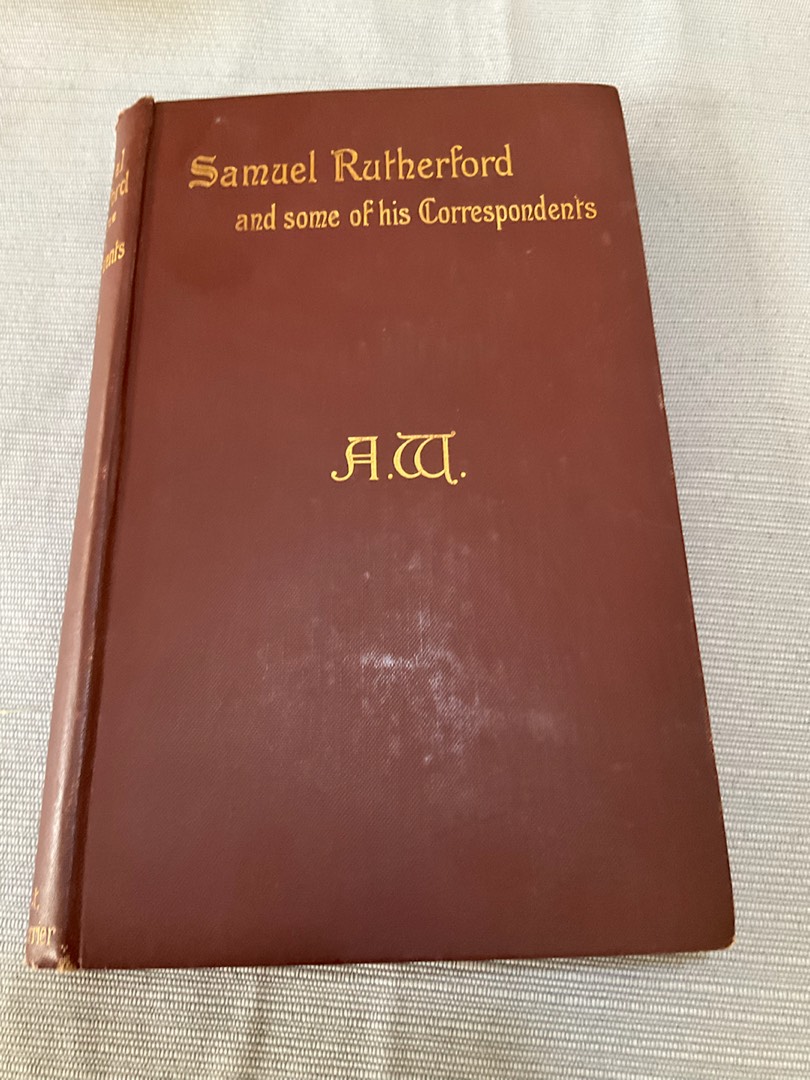 Samuel Rutherford
and some of his Correspondents
A.W.